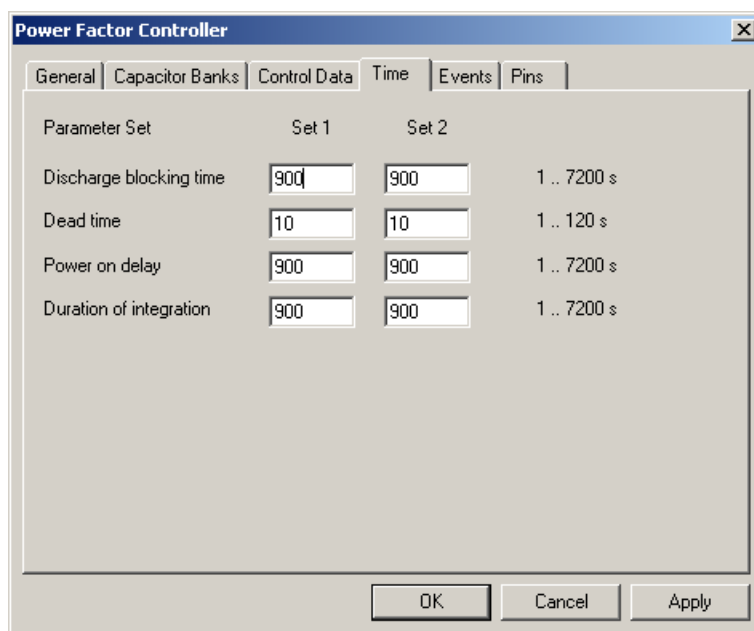 Power Factor Controller
General Capacitor Banks Control Data Time Events Pins
Parameter Set Set 1 Set 2
Discharge blocking time 900 900 1 .. 7200 s
Dead time 10 10 1 .. 120 s
Power on delay 900 900 1 .. 7200 s
Duration of integration 900 900 1 .. 7200 s
OK Cancel Apply